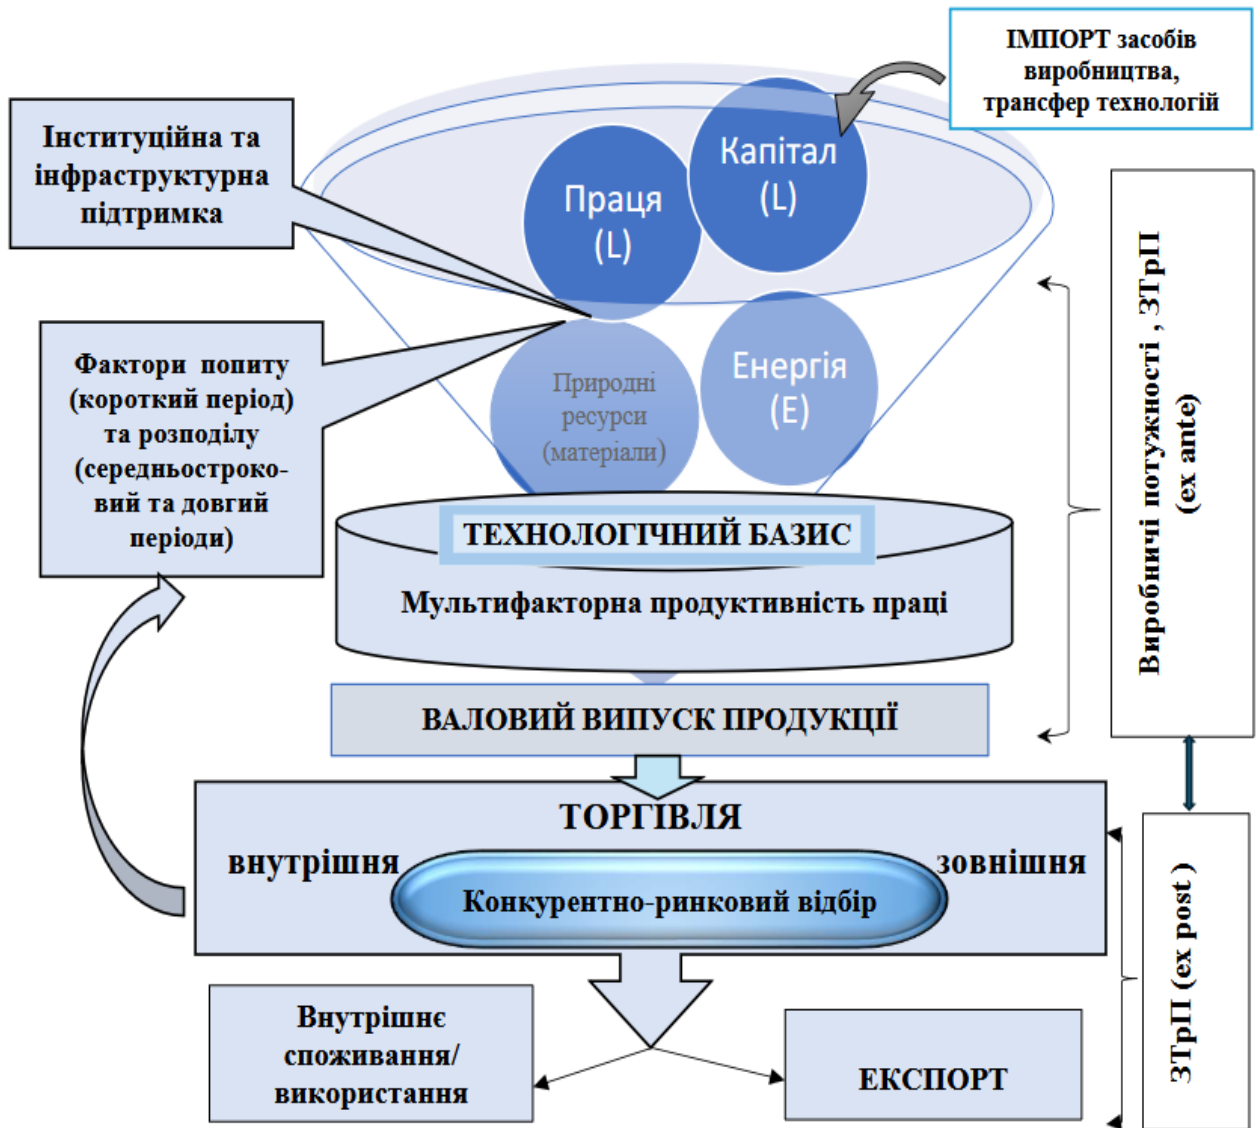 ІМПОРТ засобів
виробництва,
трансфер технологій
Інституційна та
інфраструктурна
підтримка
Капітал
(L)
Праця
(L)
Фактори попиту
(короткий період)
та розподілу
(середньостроко-
вий та довгий
періоди)
Природні
ресурси
(матеріали)
Енергія
(E)
ТЕХНОЛОГІЧНИЙ БАЗИС
Мультифакторна продуктивність праці
ВАЛОВИЙ ВИПУСК ПРОДУКЦІЇ
Виробничі потужності , ЗТрП
(ex ante)
ТОРГІВЛЯ
внутрішня
зовнішня
Конкурентно-ринковий відбір
ЗТрП (ex post )
Внутрішнє
споживання/
використання
ЕКСПОРТ